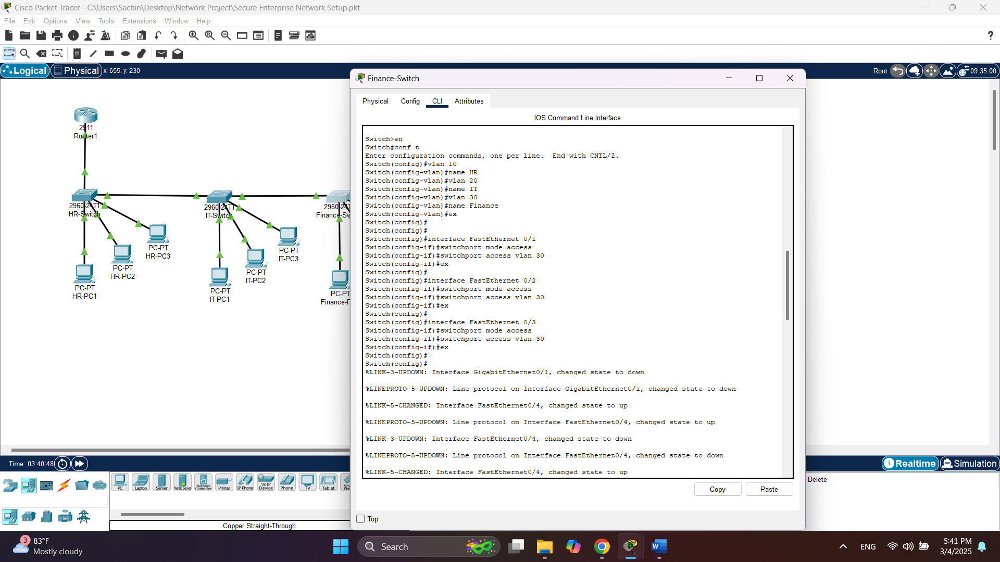 Cisco Packet Tracer - C:\Users\Sachin\Desktop\Network Project\Secure Enterprise Network Setup.pkt
File Edit Options View Tools Extensions Window Help
?
Logical Physical x: 655, y: 230
Root 09:35:00
2911
Router1
2960-24TT
HR-Switch
2960-24TT
IT-Switch
2960-24T
Finance-Sw
PC-PT
HR-PC3
PC-PT
HR-PC2
PC-PT
HR-PC1
PC-PT
IT-PC3
PC-PT
IT-PC2
PC-PT
IT-PC1
PC-PT
Finance-P
Finance-Switch
Physical Config CLI Attributes
IOS Command Line Interface
Switch>en
Switch#conf t
Enter configuration commands, one per line.  End with CNTL/Z.
Switch(config)#vlan 10
Switch(config-vlan)#name HR
Switch(config-vlan)#vlan 20
Switch(config-vlan)#name IT
Switch(config-vlan)#vlan 30
Switch(config-vlan)#name Finance
Switch(config-vlan)#ex
Switch(config)#
Switch(config)#
Switch(config)#interface FastEthernet 0/1
Switch(config-if)#switchport mode access
Switch(config-if)#switchport access vlan 30
Switch(config-if)#ex
Switch(config)#
Switch(config)#interface FastEthernet 0/2
Switch(config-if)#switchport mode access
Switch(config-if)#switchport access vlan 30
Switch(config-if)#ex
Switch(config)#
Switch(config)#interface FastEthernet 0/3
Switch(config-if)#switchport mode access
Switch(config-if)#switchport access vlan 30
Switch(config-if)#ex
Switch(config)#
Switch(config)#
%LINK-3-UPDOWN: Interface GigabitEthernet0/1, changed state to down
%LINEPROTO-5-UPDOWN: Line protocol on Interface GigabitEthernet0/1, changed state to down
%LINK-5-CHANGED: Interface FastEthernet0/4, changed state to up
%LINEPROTO-5-UPDOWN: Line protocol on Interface FastEthernet0/4, changed state to up
%LINK-3-UPDOWN: Interface FastEthernet0/4, changed state to down
%LINEPROTO-5-UPDOWN: Line protocol on Interface FastEthernet0/4, changed state to down
%LINK-5-CHANGED: Interface FastEthernet0/4, changed state to up
Copy Paste
Top
Time: 03:40:48
Realtime Simulation
PC Laptop Server Meraki Server Network Controller Printer IP Phone VoIP Device Phone TV Tablet
Delete
Copper Straight-Through
3
83°F
Mostly cloudy
Search
ENG
5:41 PM
3/4/2025